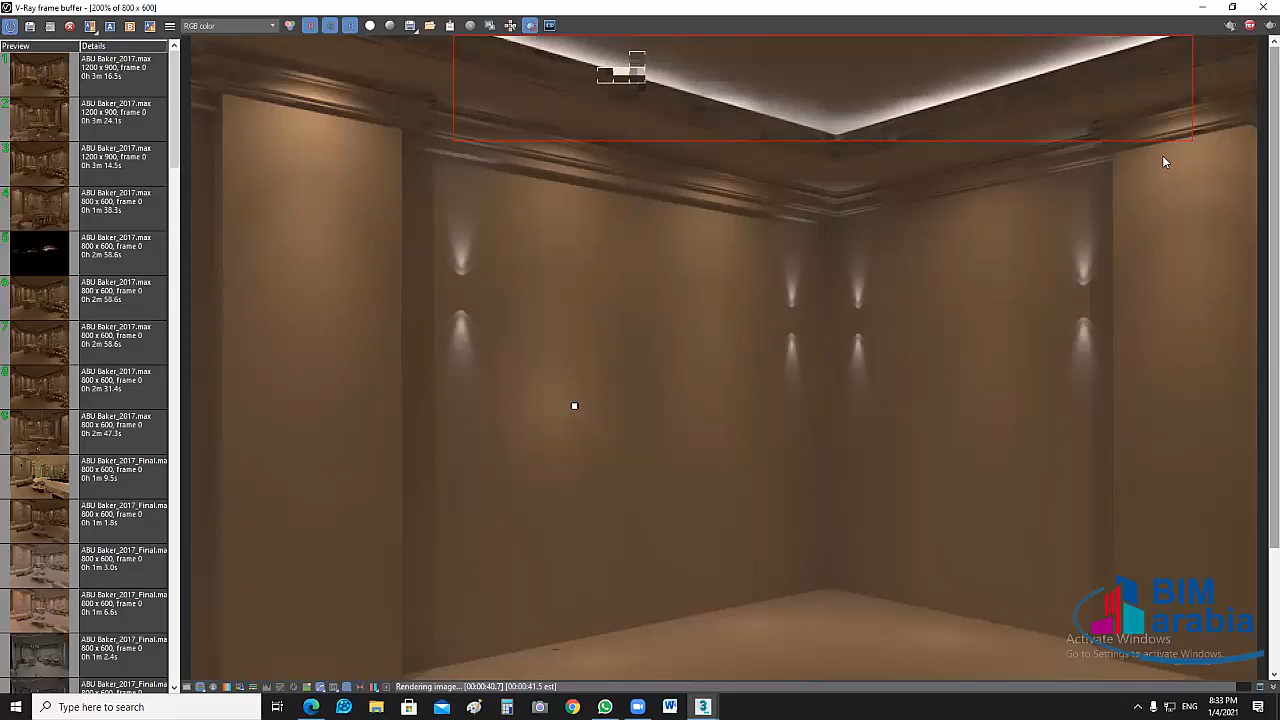 V-Ray frame buffer - [200% of 800 x 600]
RGB color
Preview
Details
1
ABU Baker_2017.max
1200 x 900, frame 0
0h 3m 16.5s
2
ABU Baker_2017.max
1200 x 900, frame 0
0h 3m 24.1s
3
ABU Baker_2017.max
1200 x 900, frame 0
0h 3m 14.5s
4
ABU Baker_2017.max
800 x 600, frame 0
0h 1m 38.3s
5
ABU Baker_2017.max
800 x 600, frame 0
0h 2m 58.6s
6
ABU Baker_2017.max
800 x 600, frame 0
0h 2m 58.6s
7
ABU Baker_2017.max
800 x 600, frame 0
0h 2m 58.6s
8
ABU Baker_2017.max
800 x 600, frame 0
0h 2m 31.4s
9
ABU Baker_2017.max
800 x 600, frame 0
0h 2m 47.3s
ABU Baker_2017_Final.ma
800 x 600, frame 0
0h 1m 9.5s
ABU Baker_2017_Final.ma
800 x 600, frame 0
0h 1m 1.8s
ABU Baker_2017_Final.ma
800 x 600, frame 0
0h 1m 3.0s
ABU Baker_2017_Final.ma
800 x 600, frame 0
0h 1m 6.6s
ABU Baker_2017_Final.ma
800 x 600, frame 0
0h 1m 2.4s
ABU Baker_2017_Final.ma
BIM
arabia
Activate Windows
Go to Settings to activate Windows.
Rendering image... [00:00:40.7] [00:00:41.5 est]
Type here to search
ENG
8:33 PM
1/4/2021